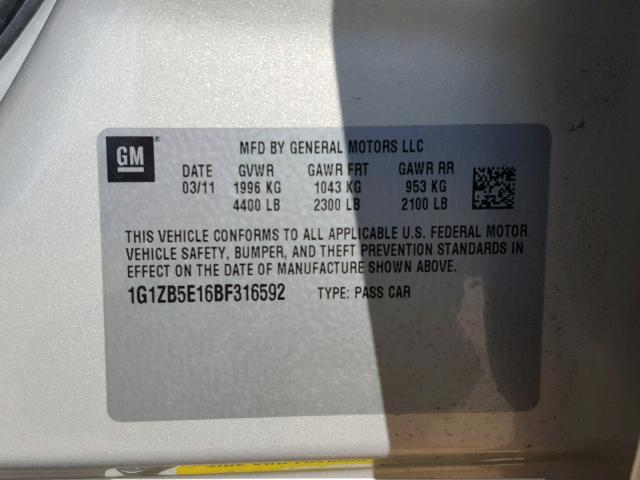 GM
MFD BY GENERAL MOTORS LLC
DATE GVWR GAWR FRT GAWR RR
03/11 1996 KG 1043 KG 953 KG
4400 LB 2300 LB 2100 LB
THIS VEHICLE CONFORMS TO ALL APPLICABLE U.S. FEDERAL MOTOR
VEHICLE SAFETY, BUMPER, AND THEFT PREVENTION STANDARDS IN
EFFECT ON THE DATE OF MANUFACTURE SHOWN ABOVE.
1G1ZB5E16BF316592 TYPE: PASS CAR